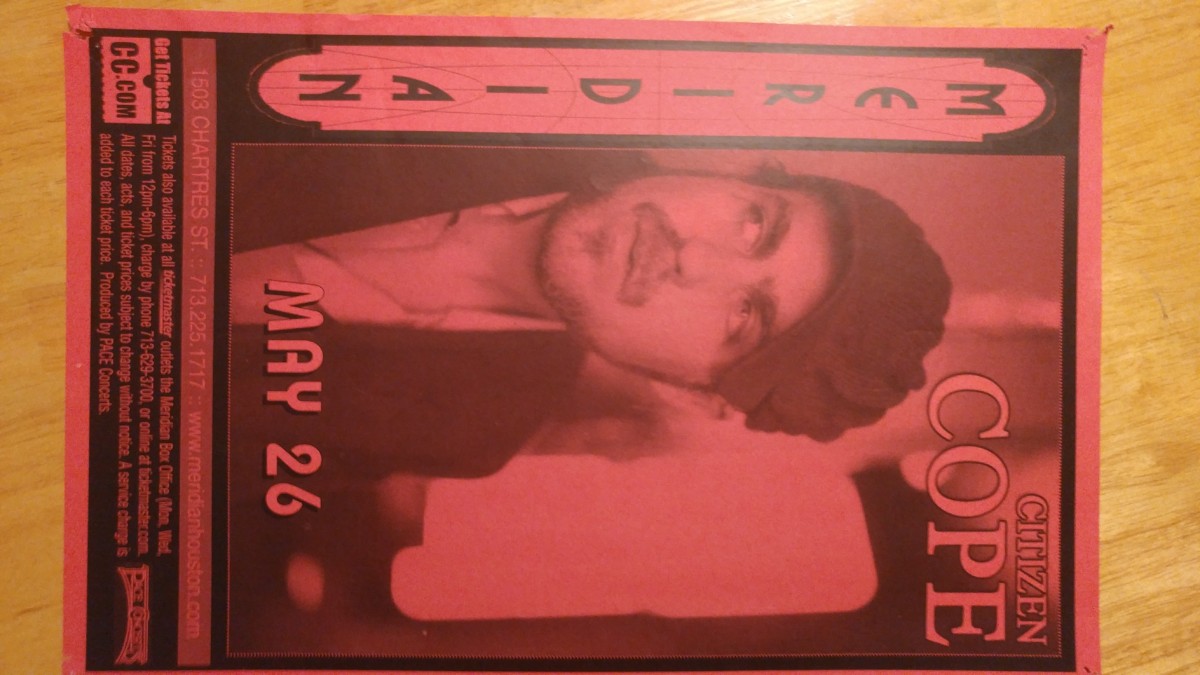 MERIDIAN
CITIZEN
COPE
MAY 26
1503 CHARTRES ST. :: 713.225.1717 :: www.meridianhouston.com
Get Tickets At
CC.COM
Tickets also available at all ticketmaster outlets the Meridian Box Office (Mon, Wed,
Fri from 12pm-6pm), charge by phone 713-629-3700, or online at ticketmaster.com.
All dates, acts, and ticket prices subject to change without notice. A service charge is
added to each ticket price. Produced by PACE Concerts.
PACE CONCERTS